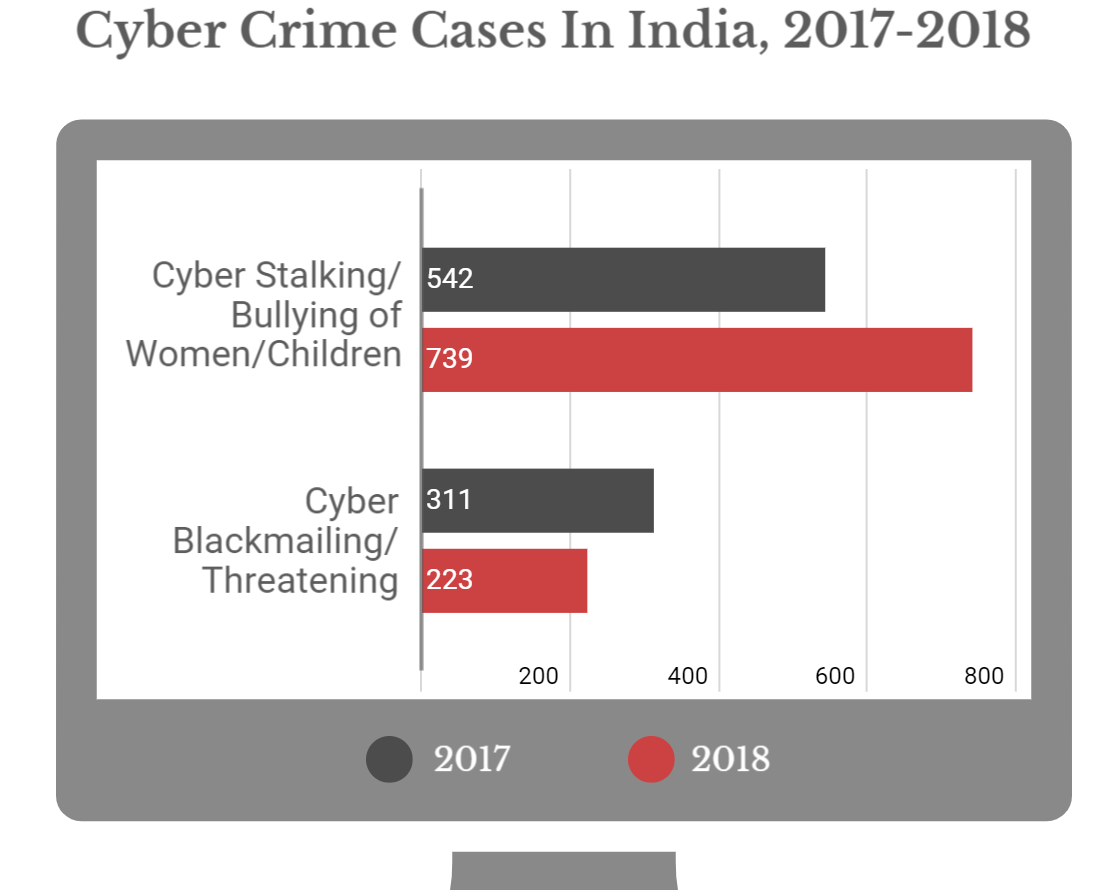 Cyber Crime Cases In India, 2017-2018
Cyber Stalking/
Bullying of
Women/Children
542
739
Cyber
Blackmailing/
Threatening
311
223
200 400 600 800
2017 2018